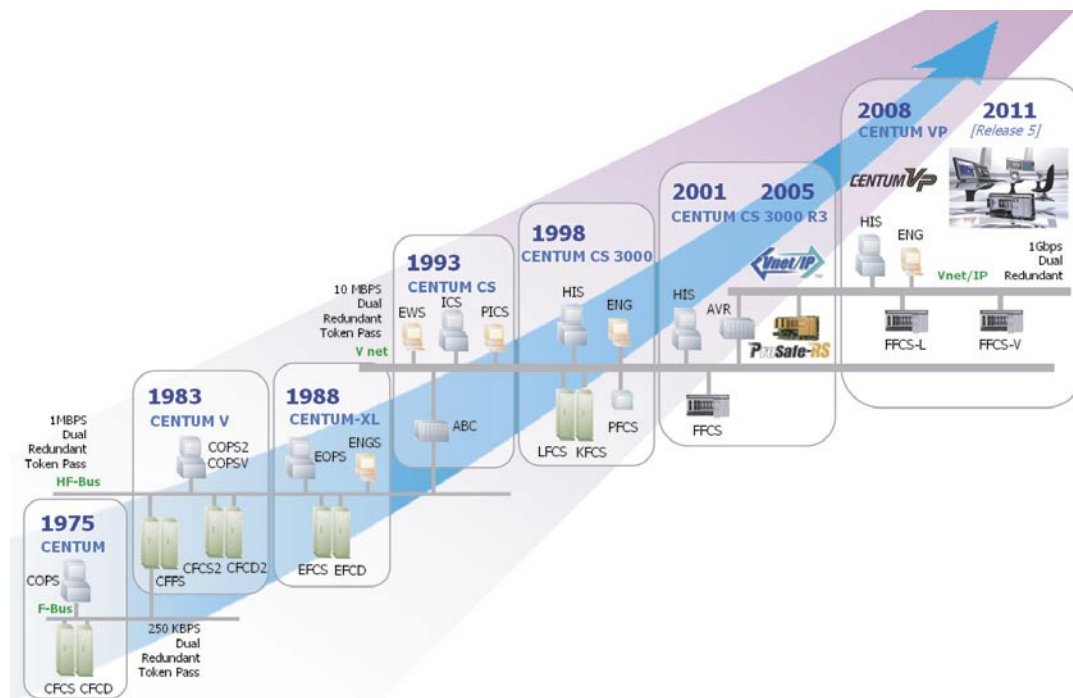 1975
CENTUM
COPS
F-Bus
CFCS CFCD
250 KBPS
Dual
Redundant
Token Pass
1983
CENTUM V
1MBPS
Dual
Redundant
Token Pass
HF-Bus
COPS2
COPSV
CFFS
CFCS2 CFCD2
1988
CENTUM-XL
EOPS
ENGS
EFCS EFCD
1993
CENTUM CS
10 MBPS
Dual
Redundant
Token Pass
V net
EWS
ICS
PICS
ABC
1998
CENTUM CS 3000
HIS
ENG
LFCS KFCS
PFCS
2001 2005
CENTUM CS 3000 R3
Vnet/IP
HIS
AVR
ProSafe-RS
FFCS
2008 2011
CENTUM VP [Release 5]
CENTUM VP
HIS
ENG
Vnet/IP
1Gbps
Dual
Redundant
FFCS-L
FFCS-V